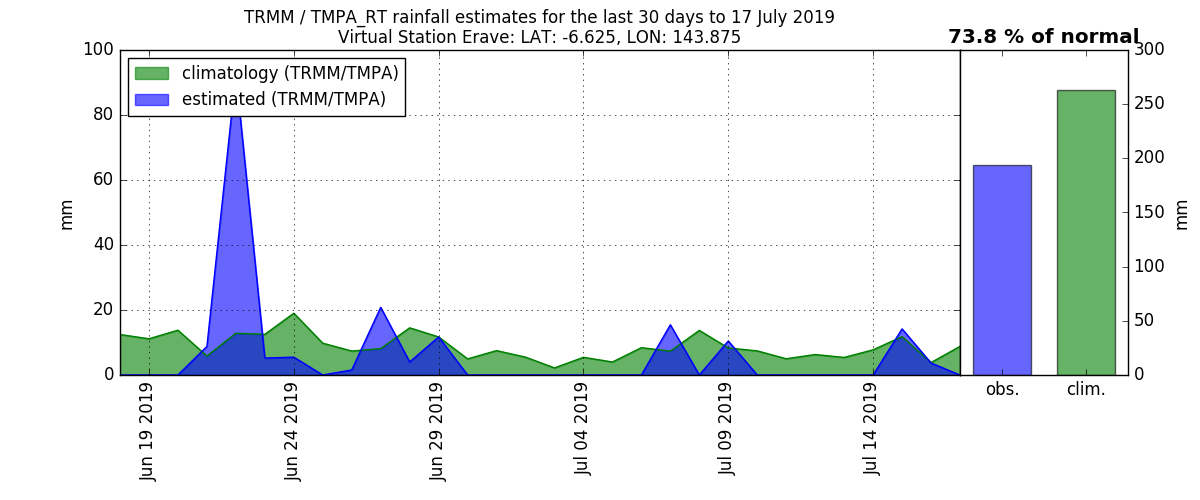 TRMM / TMPA_RT rainfall estimates for the last 30 days to 17 July 2019
Virtual Station Erave: LAT: -6.625, LON: 143.875
73.8 % of normal
climatology (TRMM/TMPA)
estimated (TRMM/TMPA)
100
80
60
40
20
0
mm
Jun 19 2019
Jun 24 2019
Jun 29 2019
Jul 04 2019
Jul 09 2019
Jul 14 2019
300
250
200
150
100
50
0
mm
obs.
clim.